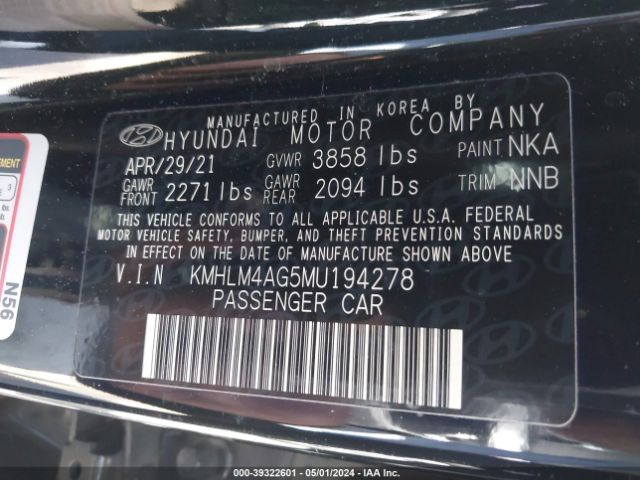 MANUFACTURED IN KOREA BY
HYUNDAI MOTOR COMPANY
APR/29/21 GVWR 3858 lbs PAINT NKA
GAWR FRONT 2271 lbs GAWR REAR 2094 lbs TRIM NNB
THIS VEHICLE CONFORMS TO ALL APPLICABLE U.S.A. FEDERAL
MOTOR VEHICLE SAFETY, BUMPER, AND THEFT PREVENTION STANDARDS
IN EFFECT ON THE DATE OF MANUFACTURE SHOWN ABOVE
V.I.N KMHLM4AG5MU194278
PASSENGER CAR
EMENT
3
N56
000-39322601 - 05/01/2024 - IAA Inc.